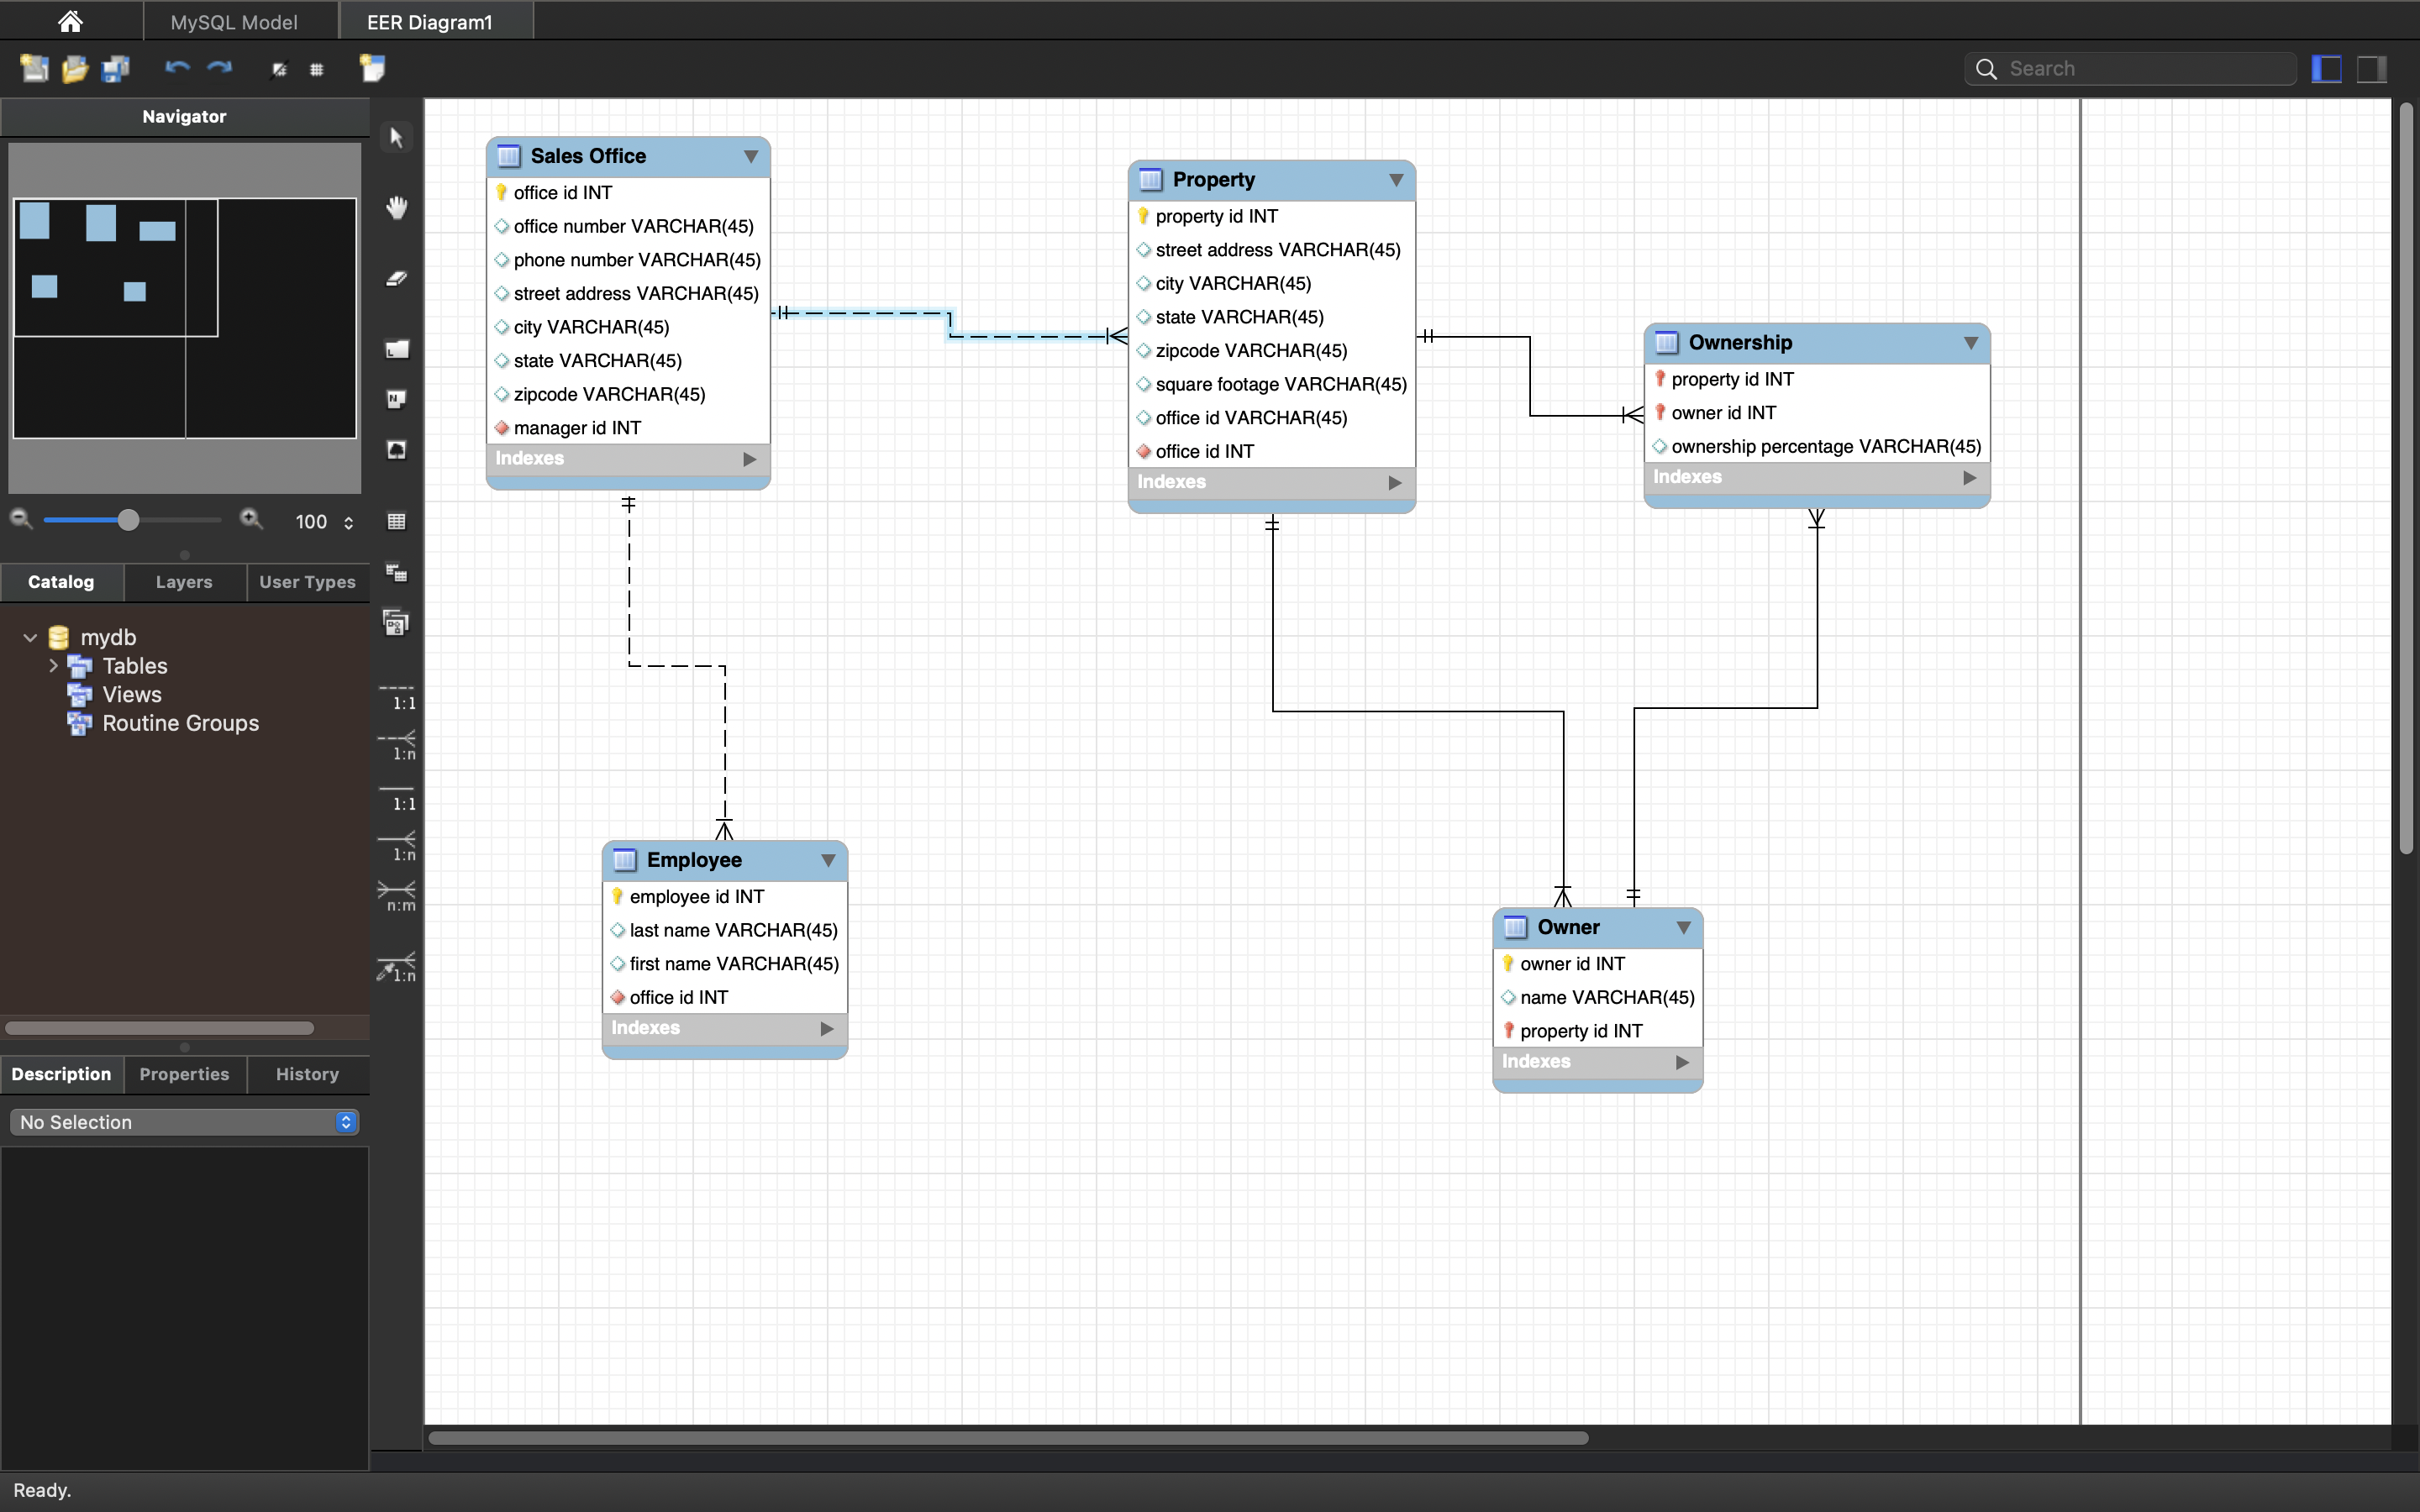 MySQL Model
EER Diagram1
Search
Navigator
100
Catalog
Layers
User Types
mydb
Tables
Views
Routine Groups
Description
Properties
History
No Selection
L
N
1:1
1:n
1:1
1:n
n:m
1:n
Sales Office
office id INT
office number VARCHAR(45)
phone number VARCHAR(45)
street address VARCHAR(45)
city VARCHAR(45)
state VARCHAR(45)
zipcode VARCHAR(45)
manager id INT
Indexes
Property
property id INT
street address VARCHAR(45)
city VARCHAR(45)
state VARCHAR(45)
zipcode VARCHAR(45)
square footage VARCHAR(45)
office id VARCHAR(45)
office id INT
Indexes
Ownership
property id INT
owner id INT
ownership percentage VARCHAR(45)
Indexes
Employee
employee id INT
last name VARCHAR(45)
first name VARCHAR(45)
office id INT
Indexes
Owner
owner id INT
name VARCHAR(45)
property id INT
Indexes
Ready.